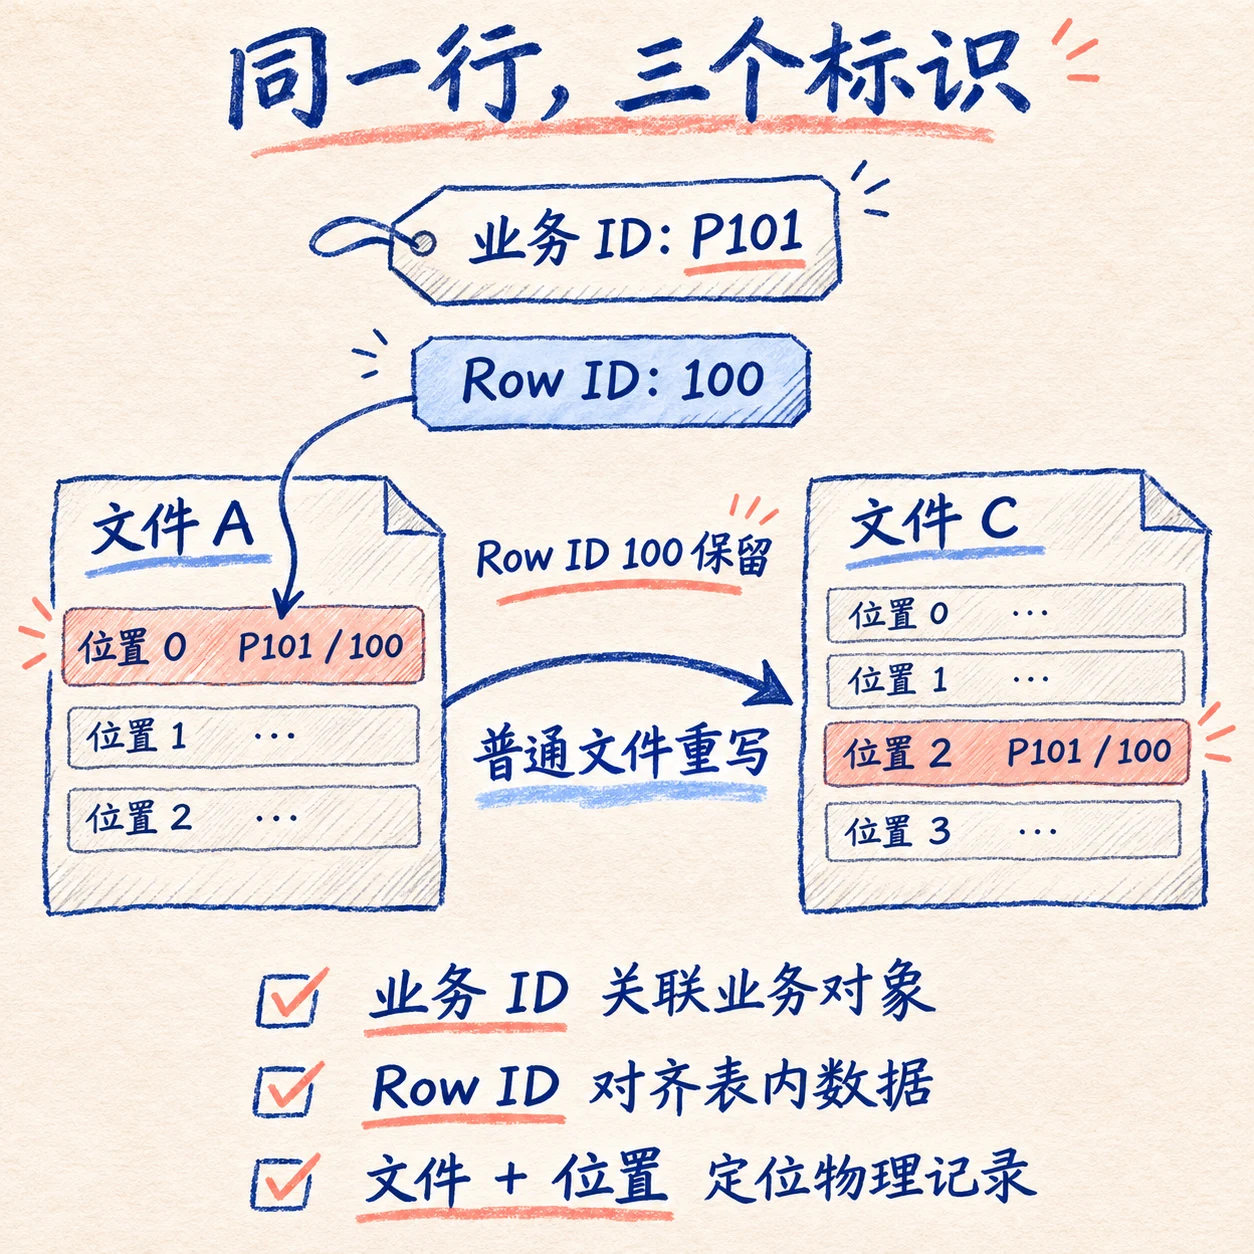 同一行，三个标识
业务 ID: P101
Row ID: 100
文件 A
位置 0 P101 / 100
位置 1 ...
位置 2 ...
Row ID 100 保留
普通文件重写
文件 C
位置 0 ...
位置 1 ...
位置 2 P101 / 100
位置 3 ...
业务 ID 关联业务对象
Row ID 对齐表内数据
文件 + 位置 定位物理记录